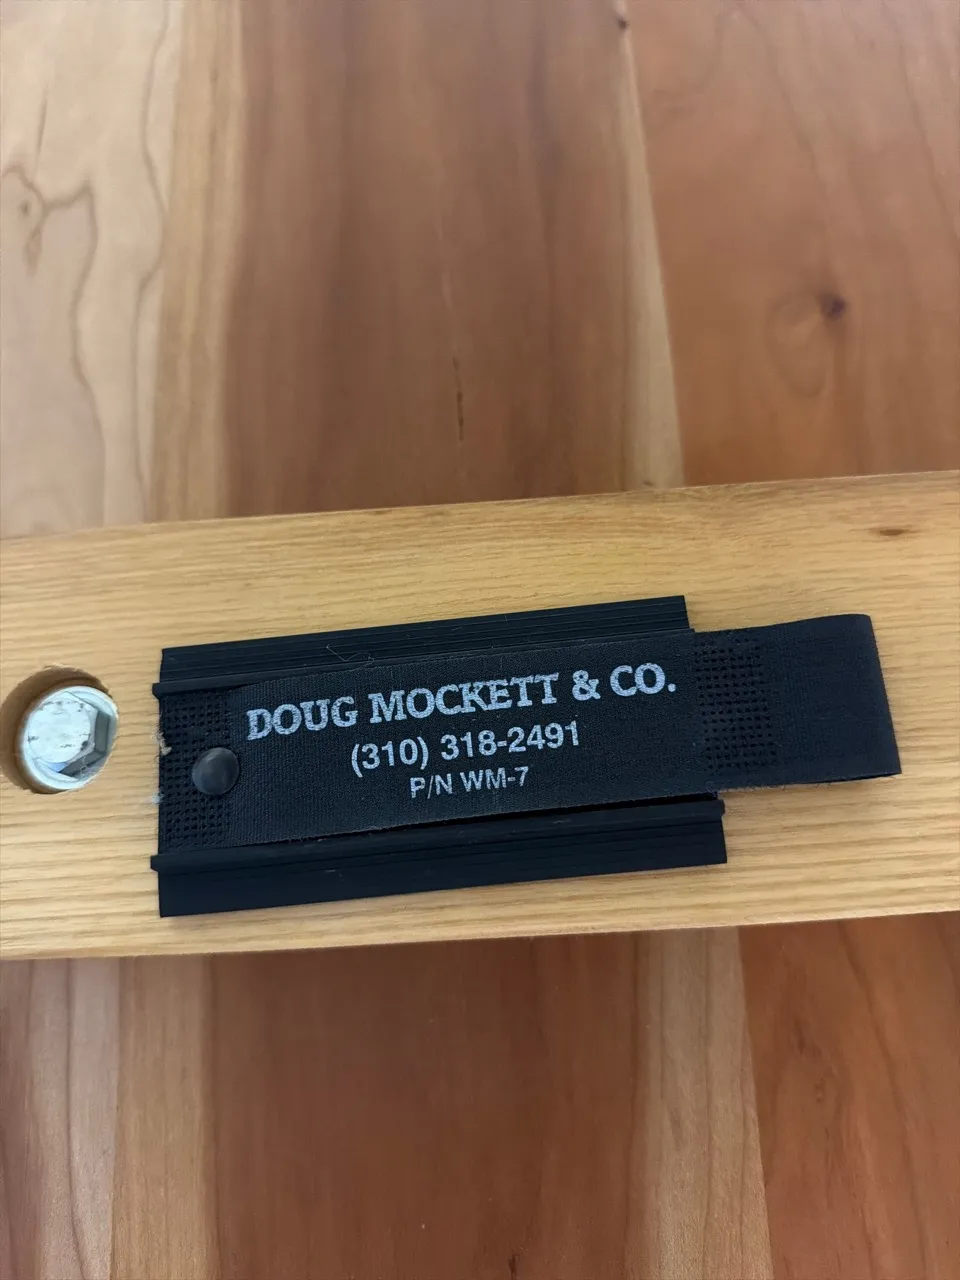 DOUG MOCKETT & CO.
(310) 318-2491
P/N WM-7